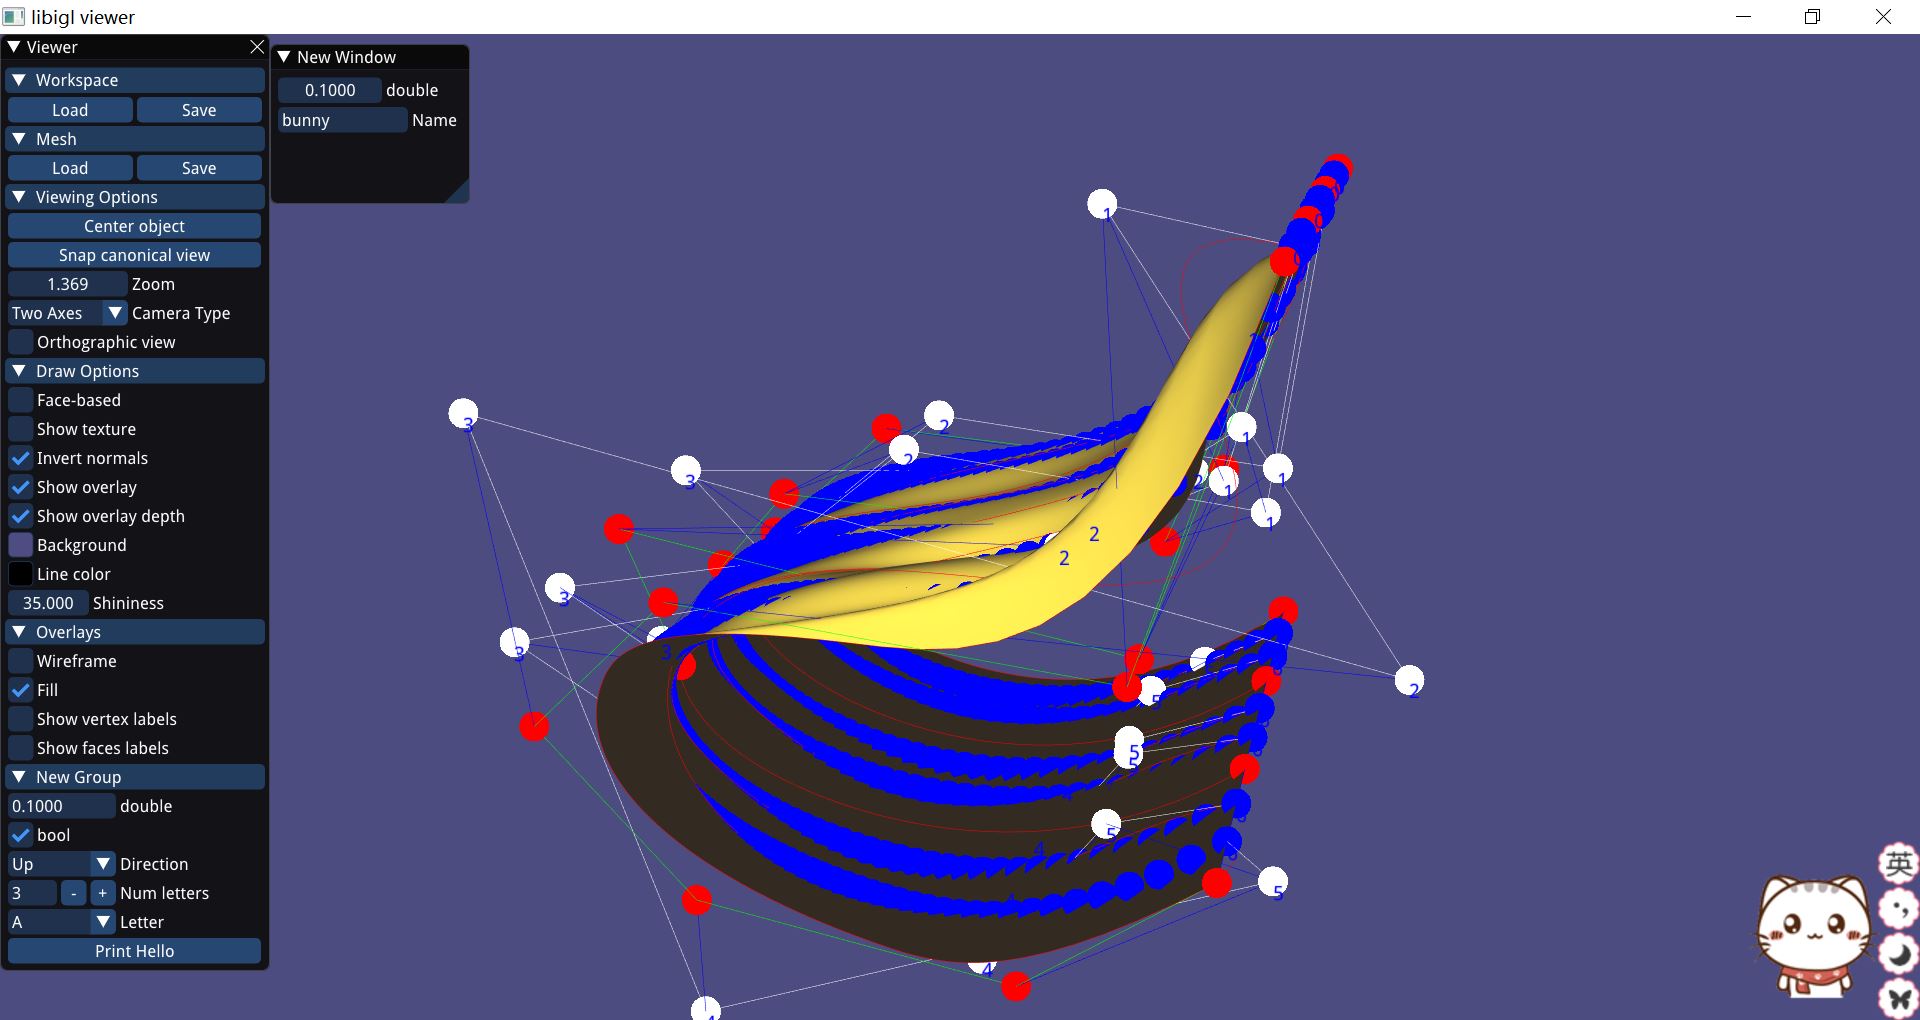 libigl viewer
Viewer
Workspace
Load Save
Mesh
Load Save
Viewing Options
Center object
Snap canonical view
1.369 Zoom
Two Axes Camera Type
Orthographic view
Draw Options
Face-based
Show texture
Invert normals
Show overlay
Show overlay depth
Background
Line color
35.000 Shininess
Overlays
Wireframe
Fill
Show vertex labels
Show faces labels
New Group
0.1000 double
bool
Up Direction
3 - + Num letters
A Letter
Print Hello
New Window
0.1000 double
bunny Name
1
3
2
2
1
3
1
2
1
1
2
2
3
3
3
2
5
5
5
5
4
4
5
4
英